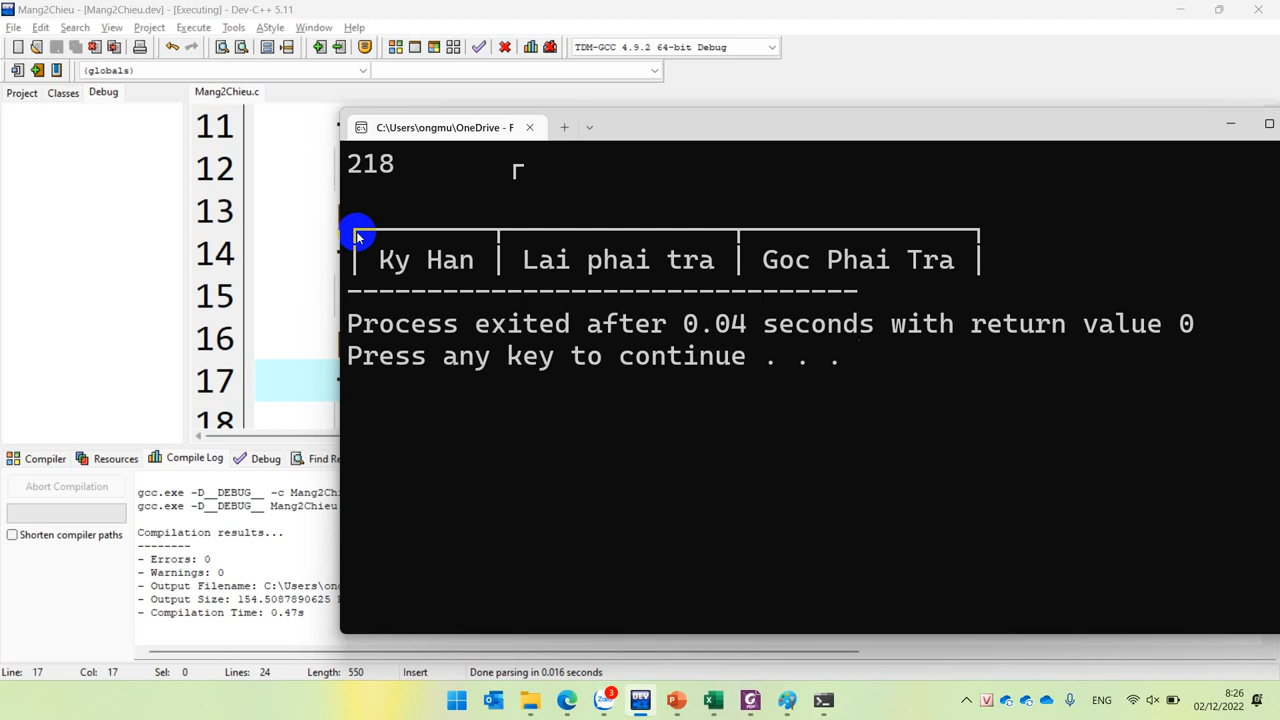 Mang2Chieu - [Mang2Chieu.dev] - [Executing] - Dev-C++ 5.11
File Edit Search View Project Execute Tools AStyle Window Help
TDM-GCC 4.9.2 64-bit Debug
(globals)
Project Classes Debug
Mang2Chieu.c
C:\Users\ongmu\OneDrive - F
11
12
13
14
15
16
17
18
218 ┌
Ky Han │ Lai phai tra │ Goc Phai Tra
--------------------------------
Process exited after 0.04 seconds with return value 0
Press any key to continue . . .
Compiler Resources Compile Log Debug Find Re
Abort Compilation
Shorten compiler paths
gcc.exe -D__DEBUG__ -c Mang2Chi
gcc.exe -D__DEBUG__ Mang2Chieu
Compilation results...
--------
- Errors: 0
- Warnings: 0
- Output Filename: C:\Users\on
- Output Size: 154.5087890625
- Compilation Time: 0.47s
Line: 17 Col: 17 Sel: 0 Lines: 24 Length: 550 Insert Done parsing in 0.016 seconds
3
Zalo
DEV
ENG
8:26
02/12/2022